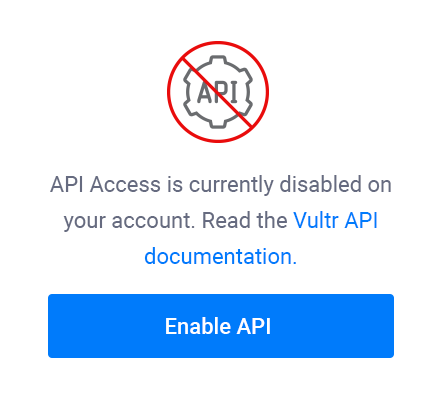 API
API Access is currently disabled on
your account. Read the Vultr API
documentation.
Enable API